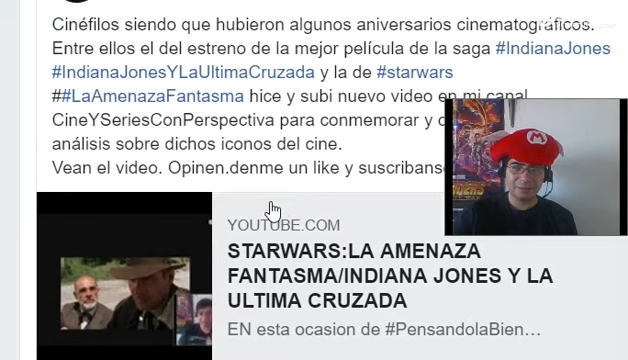 Cinéfilos siendo que hubieron algunos aniversarios cinematográficos.
Entre ellos el del estreno de la mejor película de la saga #IndianaJones
#IndianaJonesYLaUltimaCruzada y la de #starwars
##LaAmenazaFantasma hice y subi nuevo video en mi canal
CineYSeriesConPerspectiva para conmemorar y
análisis sobre dichos iconos del cine.
Vean el video. Opinen.denme un like y suscribans
YOUTUBE.COM
STARWARS:LA AMENAZA
FANTASMA/INDIANA JONES Y LA
ULTIMA CRUZADA
EN esta ocasion de #PensandolaBien...
M